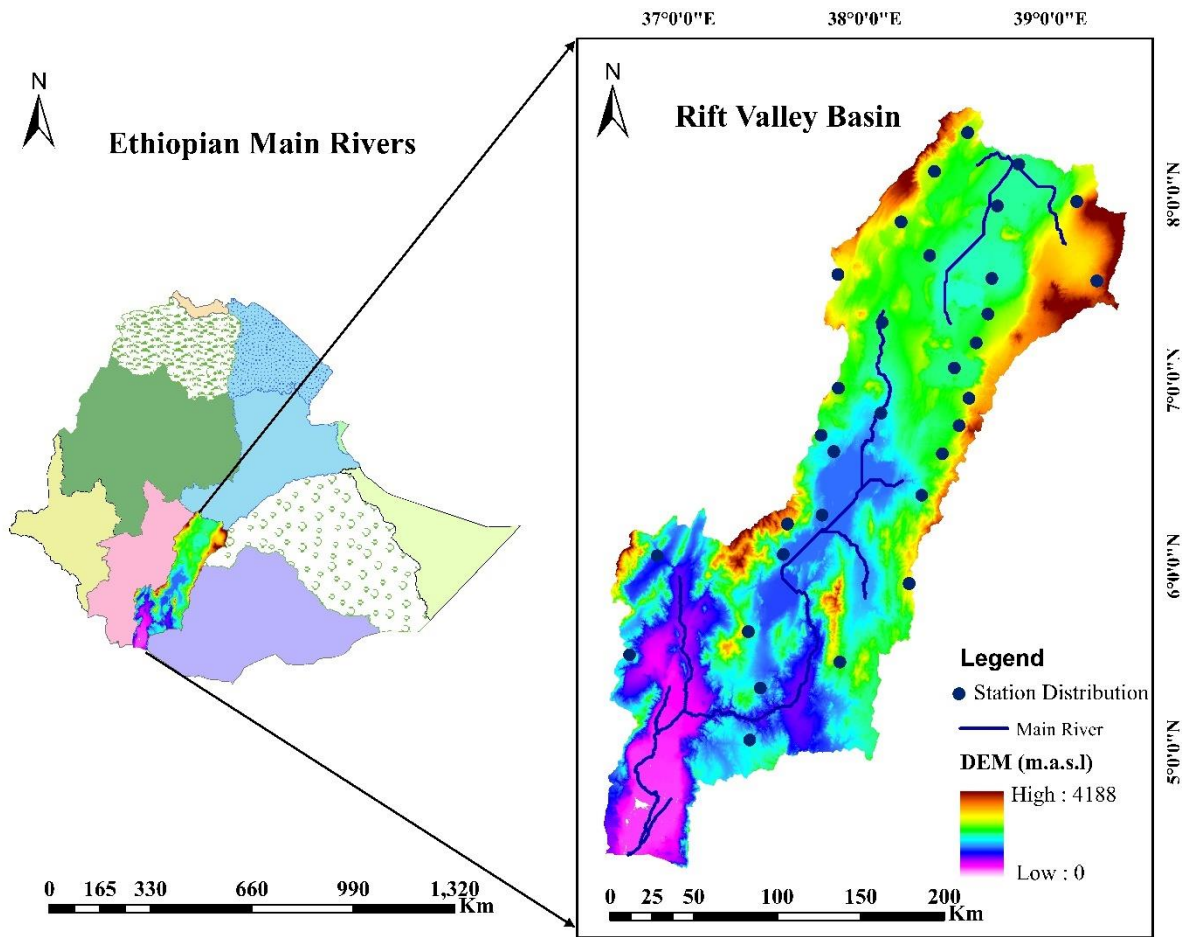 37°0'0"E 38°0'0"E 39°0'0"E
N
Ethiopian Main Rivers
N
Rift Valley Basin
8°0'0"N
7°0'0"N
6°0'0"N
5°0'0"N
Legend
Station Distribution
Main River
DEM (m.a.s.l)
High : 4188
Low : 0
0 165 330 660 990 1,320
Km
0 25 50 100 150 200
Km